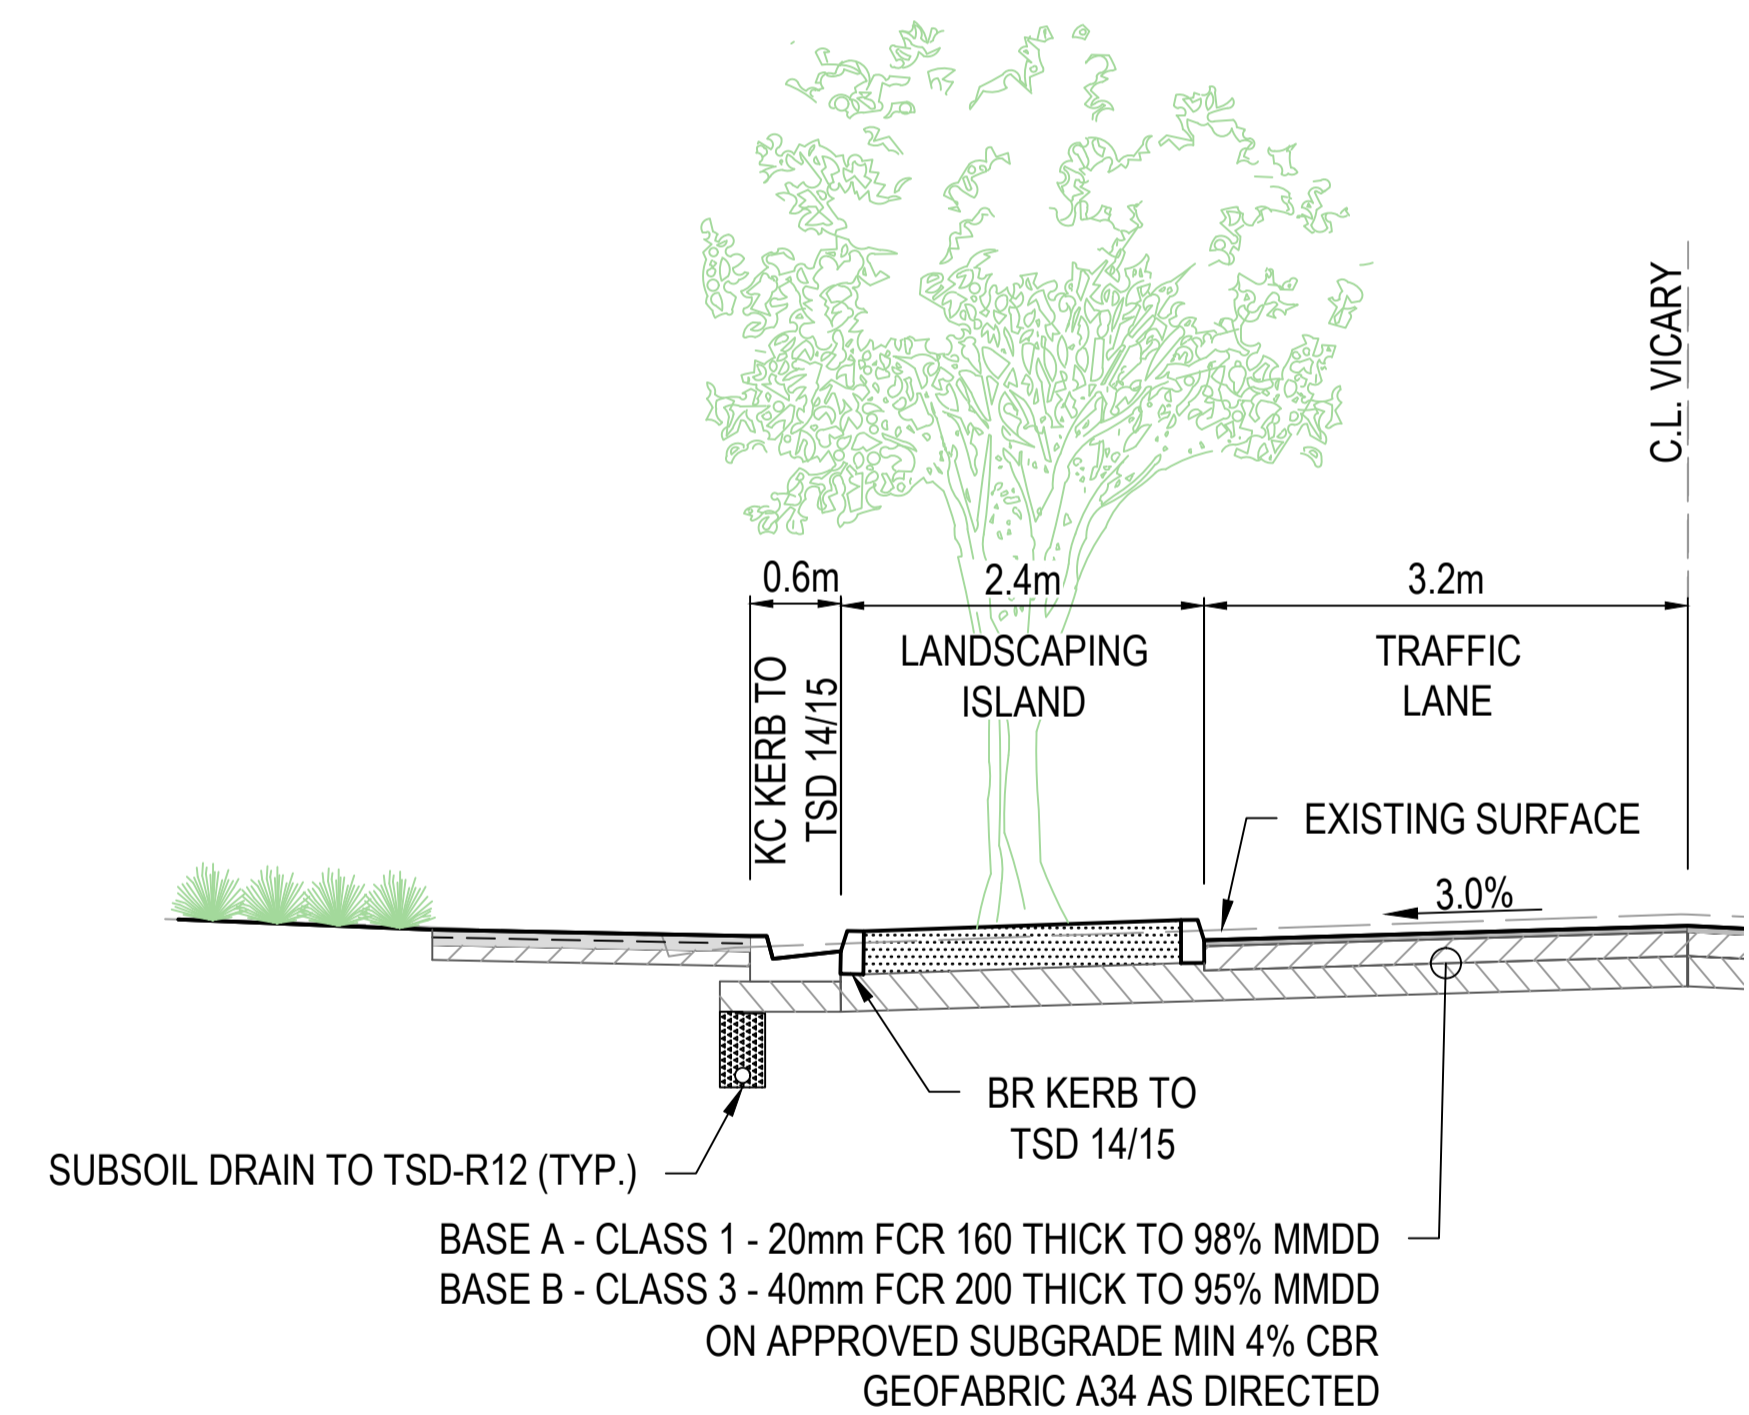 C.L. VICARY
0.6m
2.4m
3.2m
KC KERB TO
TSD 14/15
LANDSCAPING
ISLAND
TRAFFIC
LANE
EXISTING SURFACE
3.0%
BR KERB TO
TSD 14/15
SUBSOIL DRAIN TO TSD-R12 (TYP.)
BASE A - CLASS 1 - 20mm FCR 160 THICK TO 98% MMDD
BASE B - CLASS 3 - 40mm FCR 200 THICK TO 95% MMDD
ON APPROVED SUBGRADE MIN 4% CBR
GEOFABRIC A34 AS DIRECTED